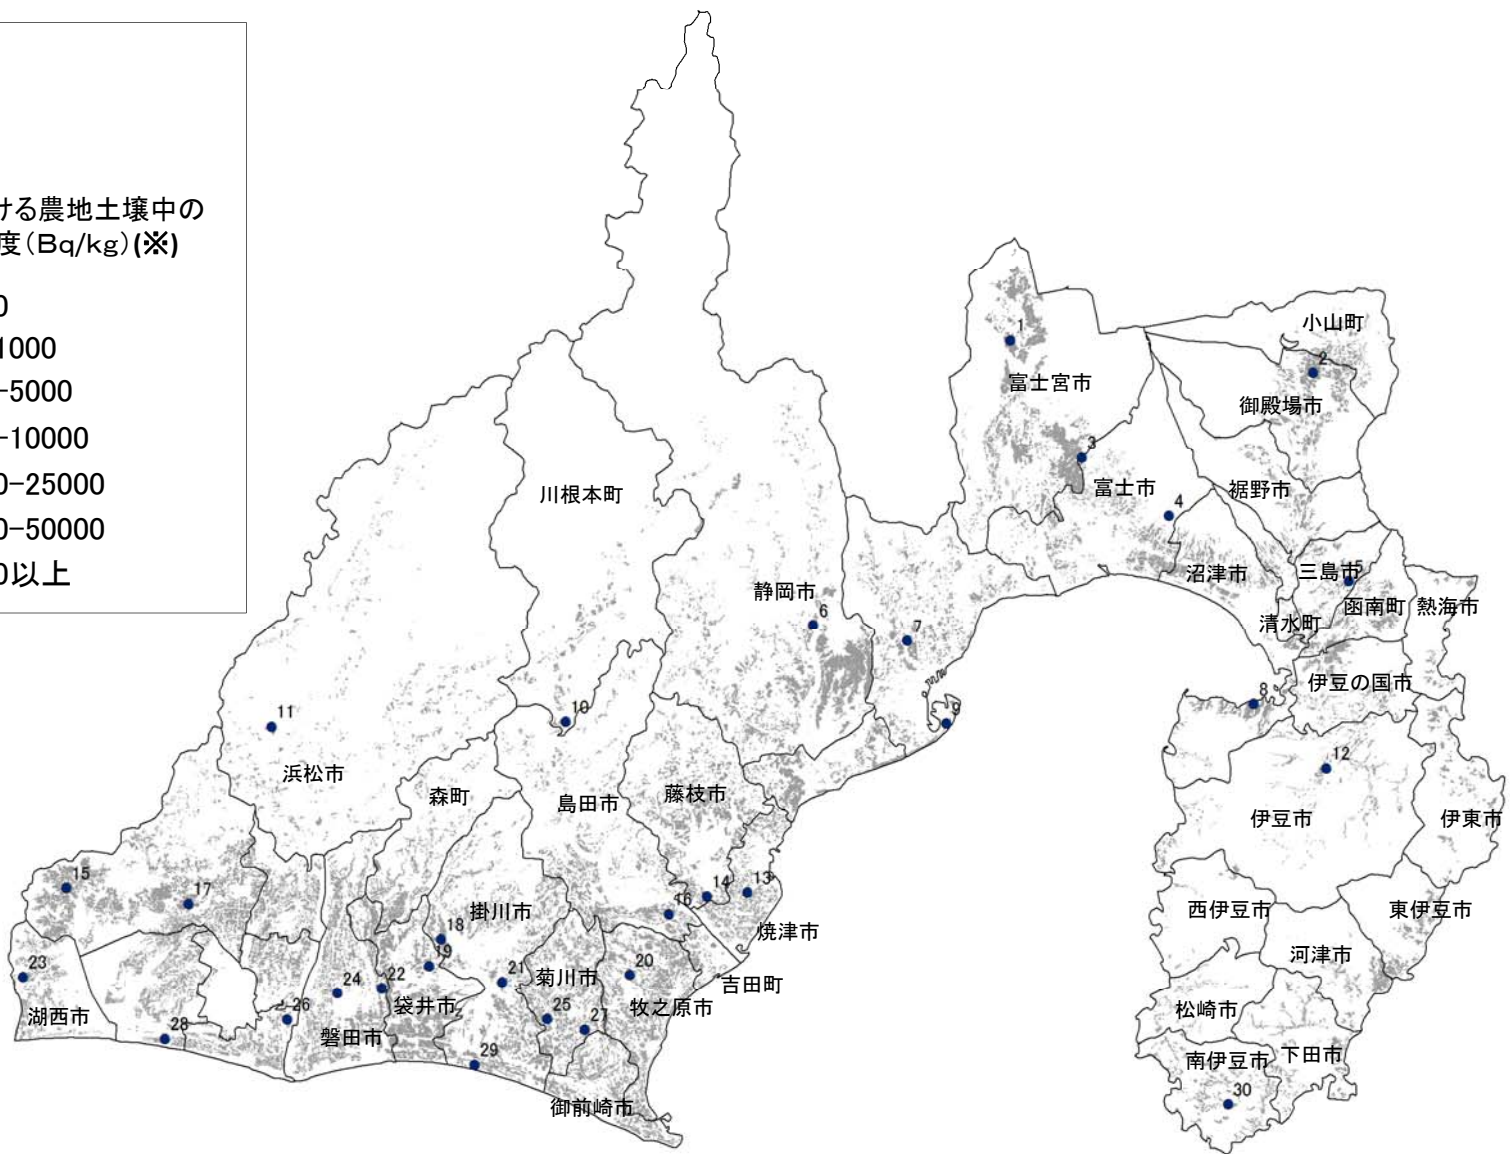 ける農地土壌中の
度(Bq/kg)(※)
0
1000
-5000
-10000
0-25000
0-50000
0以上
小山町
1
2
富士宮市
御殿場市
3
川根本町
富士市
裾野市
4
沼津市
三島市
5
静岡市
函南町
熱海市
6
清水町
7
伊豆の国市
8
10
9
11
12
浜松市
森町
島田市
藤枝市
伊豆市
伊東市
15
17
14
13
16
掛川市
西伊豆市
東伊豆市
18
焼津市
19
河津市
23
20
菊川市
21
22
24
袋井市
吉田町
牧之原市
湖西市
26
25
27
松崎市
28
磐田市
29
南伊豆市
下田市
御前崎市
30